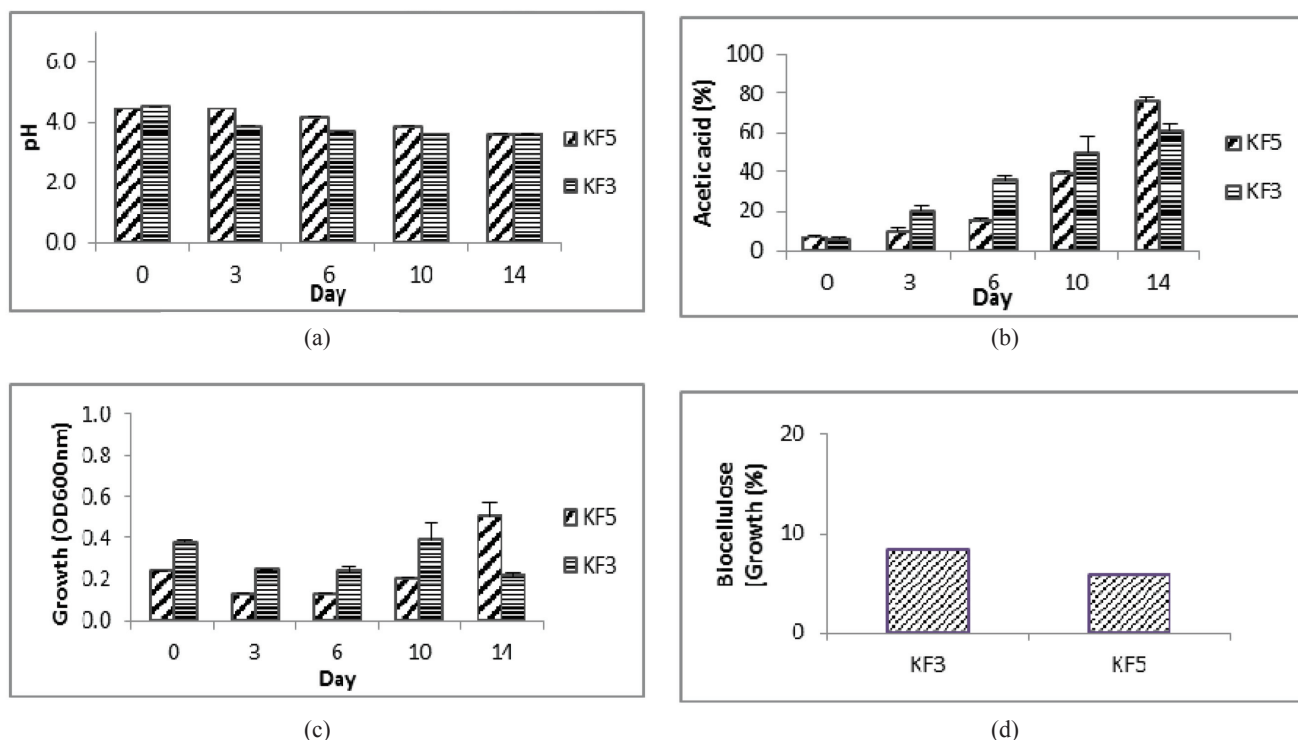 6.0
4.0
2.0
0.0
pH
0 3 6 10 14
Day
KF5
KF3
(a)
100
80
60
40
20
0
Acetic acid (%)
0 3 6 10 14
Day
KF5
KF3
(b)
1.0
0.8
0.6
0.4
0.2
0.0
Growth (OD600nm)
0 3 6 10 14
Day
KF5
KF3
(c)
20
10
0
Biocellulose
[Growth (%)
KF3 KF5
(d)